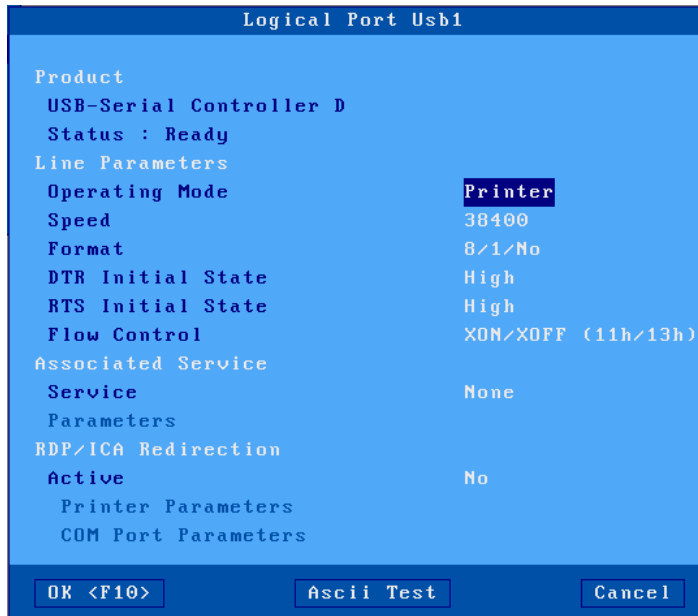 Logical Port Usb1
Product
USB-Serial Controller D
Status : Ready
Line Parameters
Operating Mode Printer
Speed 38400
Format 8/1/No
DTR Initial State High
RTS Initial State High
Flow Control XON/XOFF (11h/13h)
Associated Service
Service None
Parameters
RDP/ICA Redirection
Active No
Printer Parameters
COM Port Parameters
OK <F10> Ascii Test Cancel